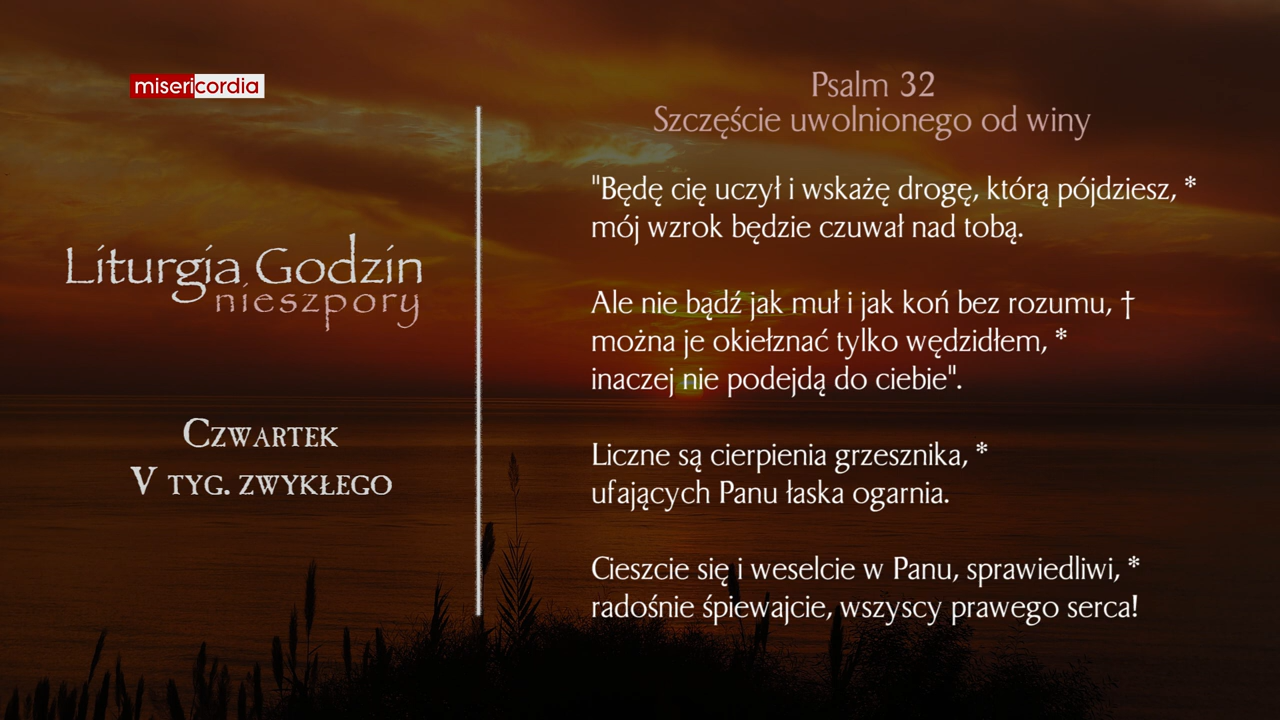 misericordia
Liturgia Godzin
nieszpory
Czwartek
V tyg. zwykłego
Psalm 32
Szczęście uwolnionego od winy
"Będę cię uczył i wskażę drogę, którą pójdziesz, *
mój wzrok będzie czuwał nad tobą.
Ale nie bądź jak muł i jak koń bez rozumu, †
można je okiełznać tylko wędzidłem, *
inaczej nie podejdą do ciebie".
Liczne są cierpienia grzesznika, *
ufających Panu łaska ogarnia.
Cieszcie się i weselcie w Panu, sprawiedliwi, *
radośnie śpiewajcie, wszyscy prawego serca!